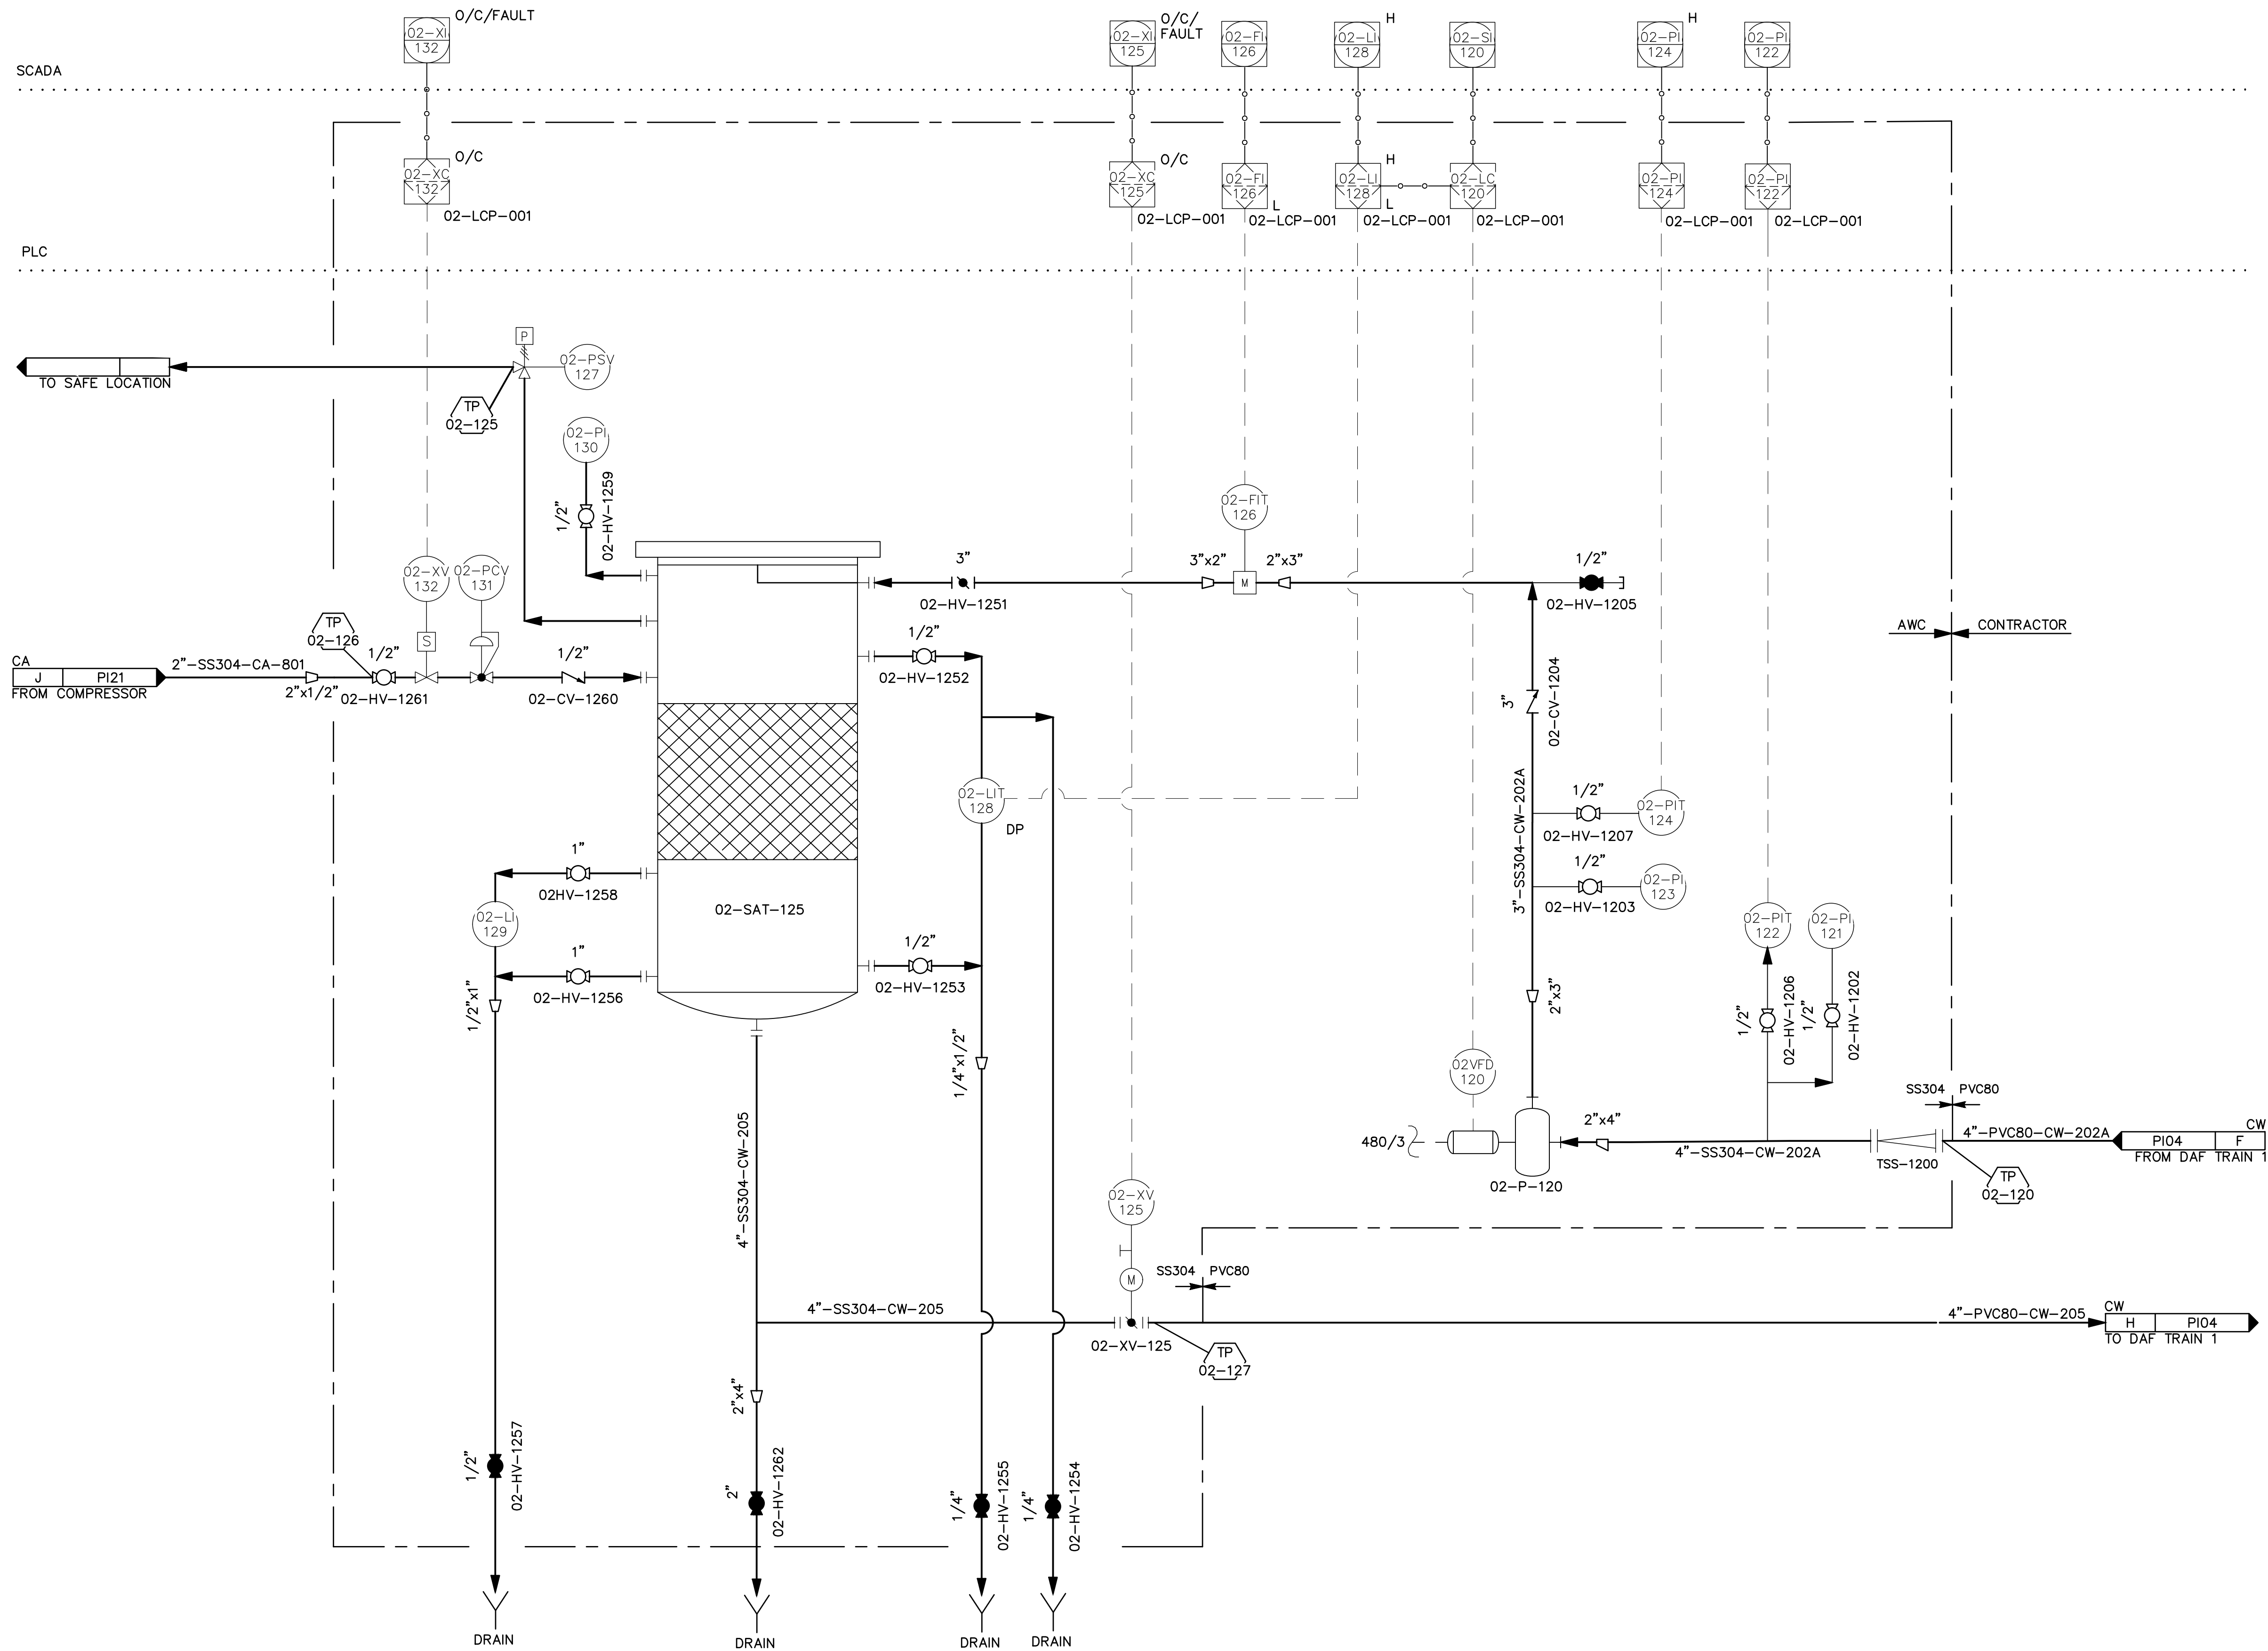 O/C/FAULT
02-XI
132
O/C/
FAULT
02-XI
125
02-FI
126
H
02-LI
128
02-SI
120
H
02-PI
124
02-PI
122
SCADA
O/C
02-XC
132
02-LCP-001
O/C
02-XC
125
02-LCP-001
02-FI
126
L
02-LCP-001
H
02-LI
128
L
02-LCP-001
02-LC
120
02-LCP-001
02-PI
124
02-LCP-001
02-PI
122
02-LCP-001
PLC
P
02-PSV
127
TO SAFE LOCATION
TP
02-125
02-PI
130
1/2"
02-HV-1259
02-FIT
126
02-XV
132
02-PCV
131
3"
02-HV-1251
3"x2"
M
2"x3"
1/2"
02-HV-1205
TP
02-126
S
1/2"
1/2"
1/2"
AWC
CONTRACTOR
CA
J
PI21
FROM COMPRESSOR
2"-SS304-CA-801
2"x1/2"
02-HV-1261
02-CV-1260
02-HV-1252
3"
02-CV-1204
02-LIT
128
DP
3"-SS304-CW-202A
1/2"
02-HV-1207
02-PIT
124
1/2"
02-HV-1203
02-PI
123
1"
02HV-1258
02-SAT-125
02-LI
129
1"
02-HV-1256
1/2"
02-HV-1253
02-PIT
122
02-PI
121
1/2"x1"
1/4"x1/2"
2"x3"
1/2"
02-HV-1206
1/2"
02-HV-1202
02VFD
120
480/3
02-P-120
2"x4"
4"-SS304-CW-202A
TSS-1200
SS304
PVC80
4"-PVC80-CW-202A
CW
PI04
F
FROM DAF TRAIN 1
TP
02-120
4"-SS304-CW-205
02-XV
125
M
SS304
PVC80
4"-SS304-CW-205
02-XV-125
TP
02-127
4"-PVC80-CW-205
CW
H
PI04
TO DAF TRAIN 1
2"x4"
1/2"
02-HV-1257
2"
02-HV-1262
1/4"
02-HV-1255
1/4"
02-HV-1254
DRAIN
DRAIN
DRAIN
DRAIN